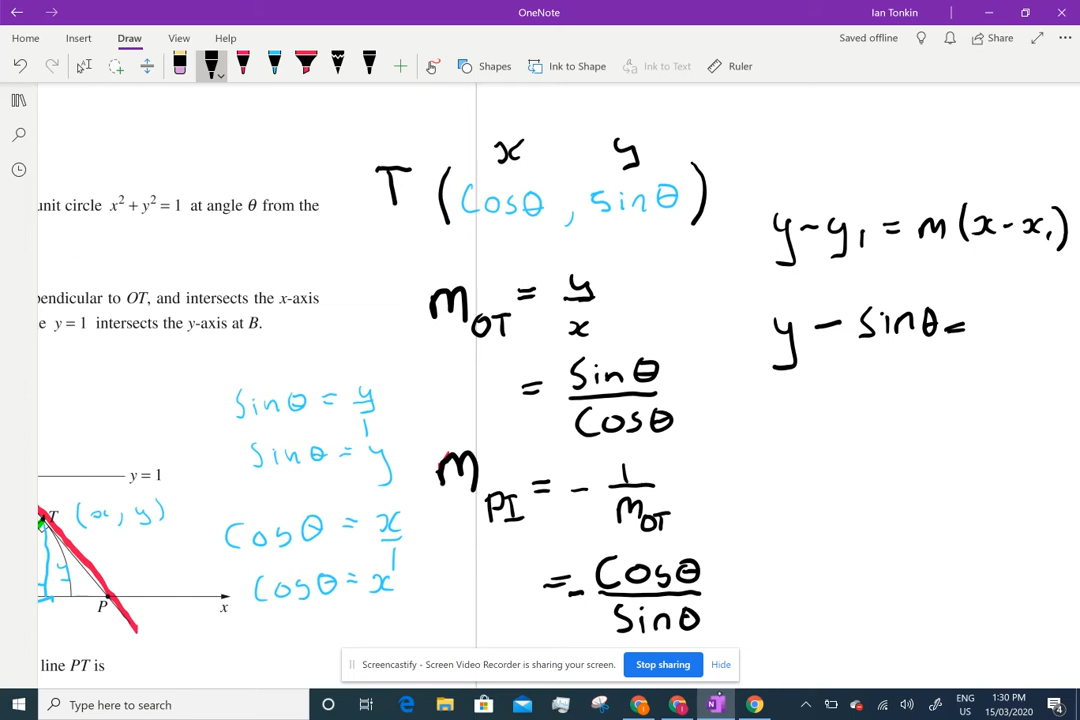 OneNote
Ian Tonkin
Home Insert Draw View Help
Saved offline Share
Shapes Ink to Shape Ink to Text Ruler
unit circle x² + y² = 1 at angle θ from the
pendicular to OT, and intersects the x-axis
e y = 1 intersects the y-axis at B.
sinθ = y/1
sinθ = y
cosθ = x/1
cosθ = x
y = 1
T (x, y)
y
P
x
line PT is
x y
T (cosθ, sinθ)
m_OT = y/x
= sinθ/cosθ
m_PT = - 1/m_OT
= - cosθ/sinθ
y - y₁ = m(x - x₁)
y - sinθ =
Screencastify - Screen Video Recorder is sharing your screen. Stop sharing Hide
Type here to search
ENG
US
1:30 PM
15/03/2020
4